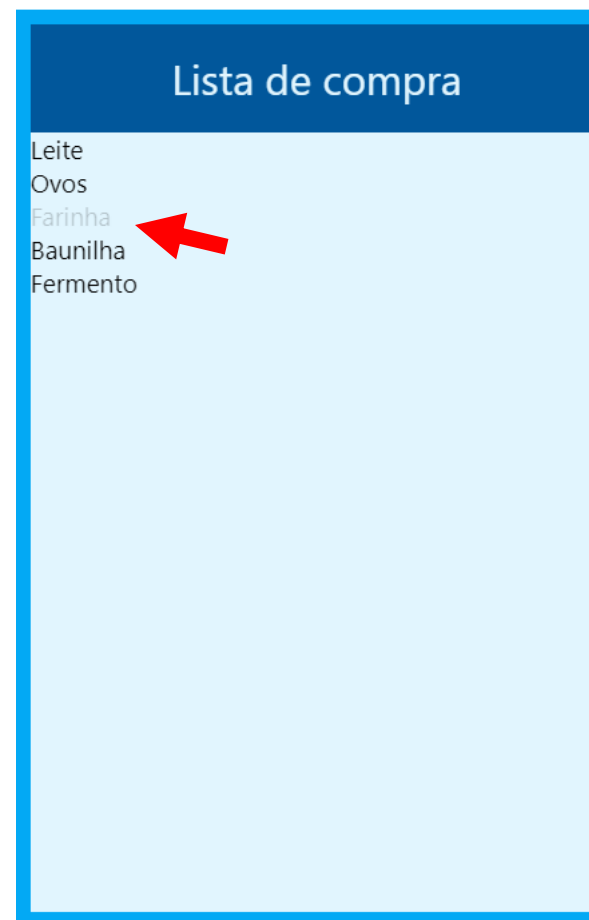 Lista de compra
Leite
Ovos
Farinha
Baunilha
Fermento